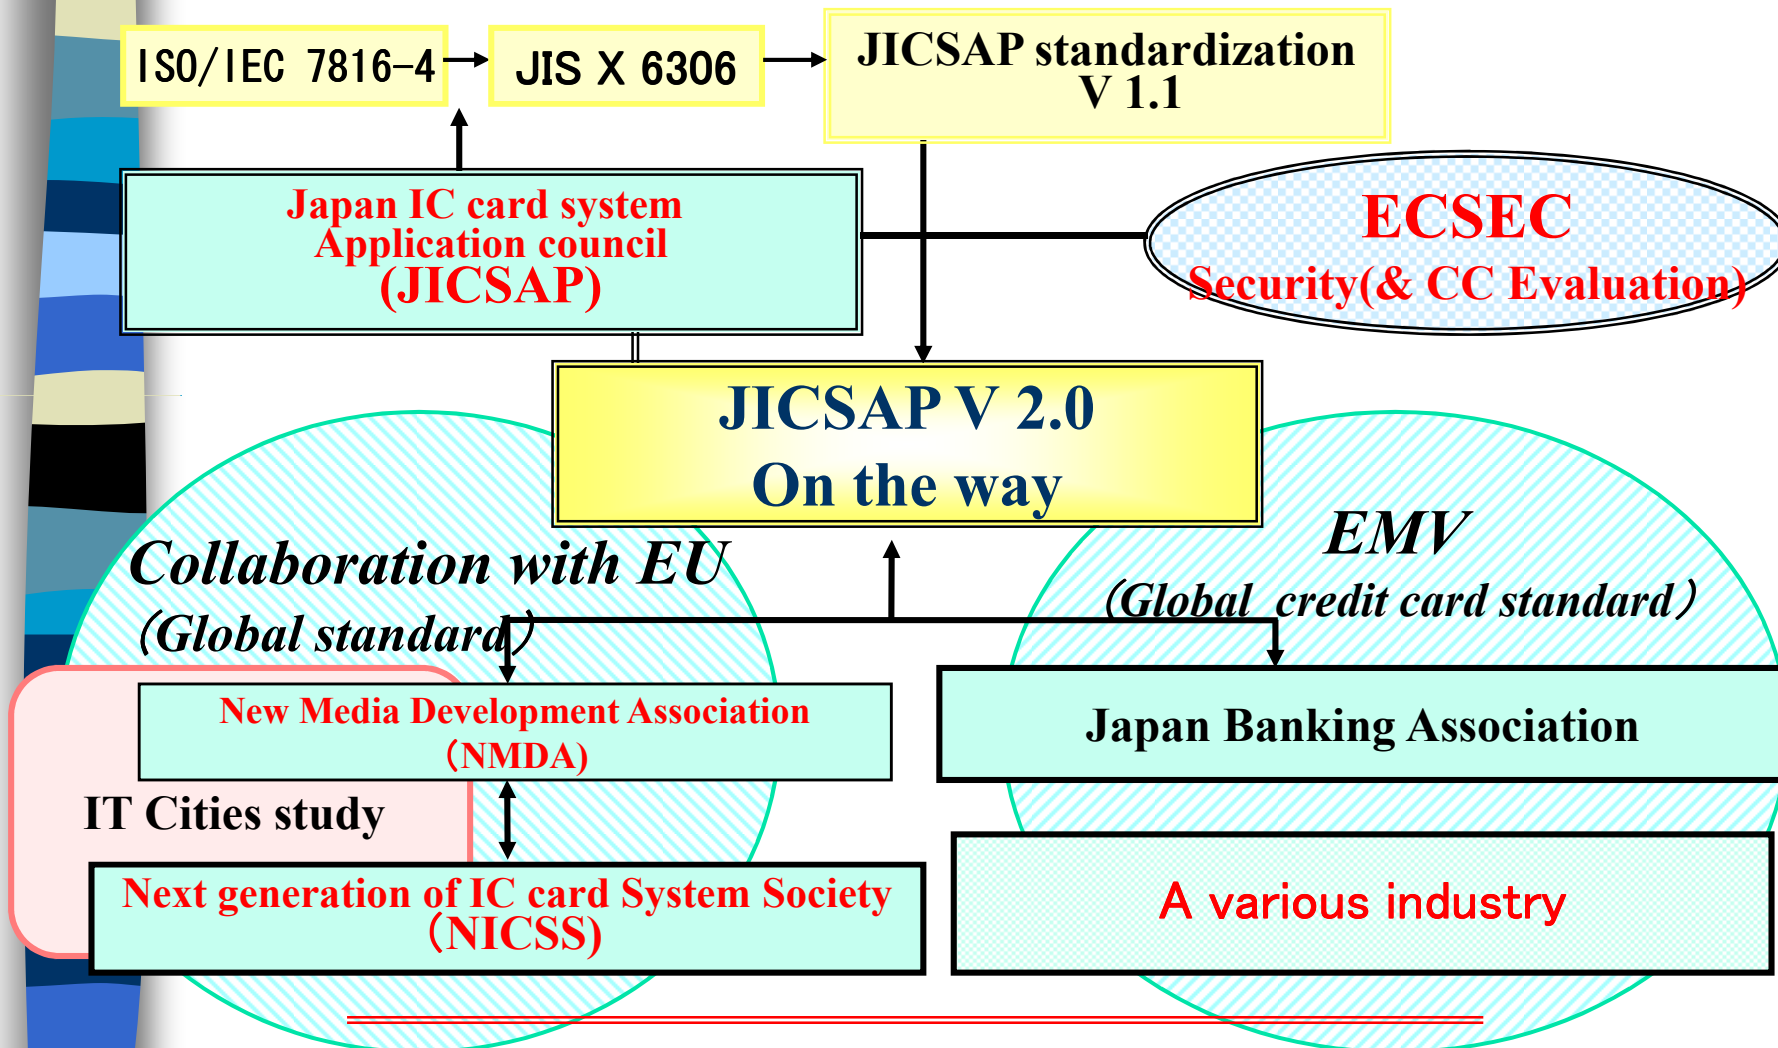 ISO/IEC 7816-4
JIS X 6306
JICSAP standardization
V 1.1
Japan IC card system
Application council
(JICSAP)
ECSEC
Security(& CC Evaluation)
JICSAP V 2.0
On the way
Collaboration with EU
（Global standard）
EMV
（Global credit card standard）
New Media Development Association
（NMDA)
Japan Banking Association
IT Cities study
Next generation of IC card System Society
（NICSS)
A various industry